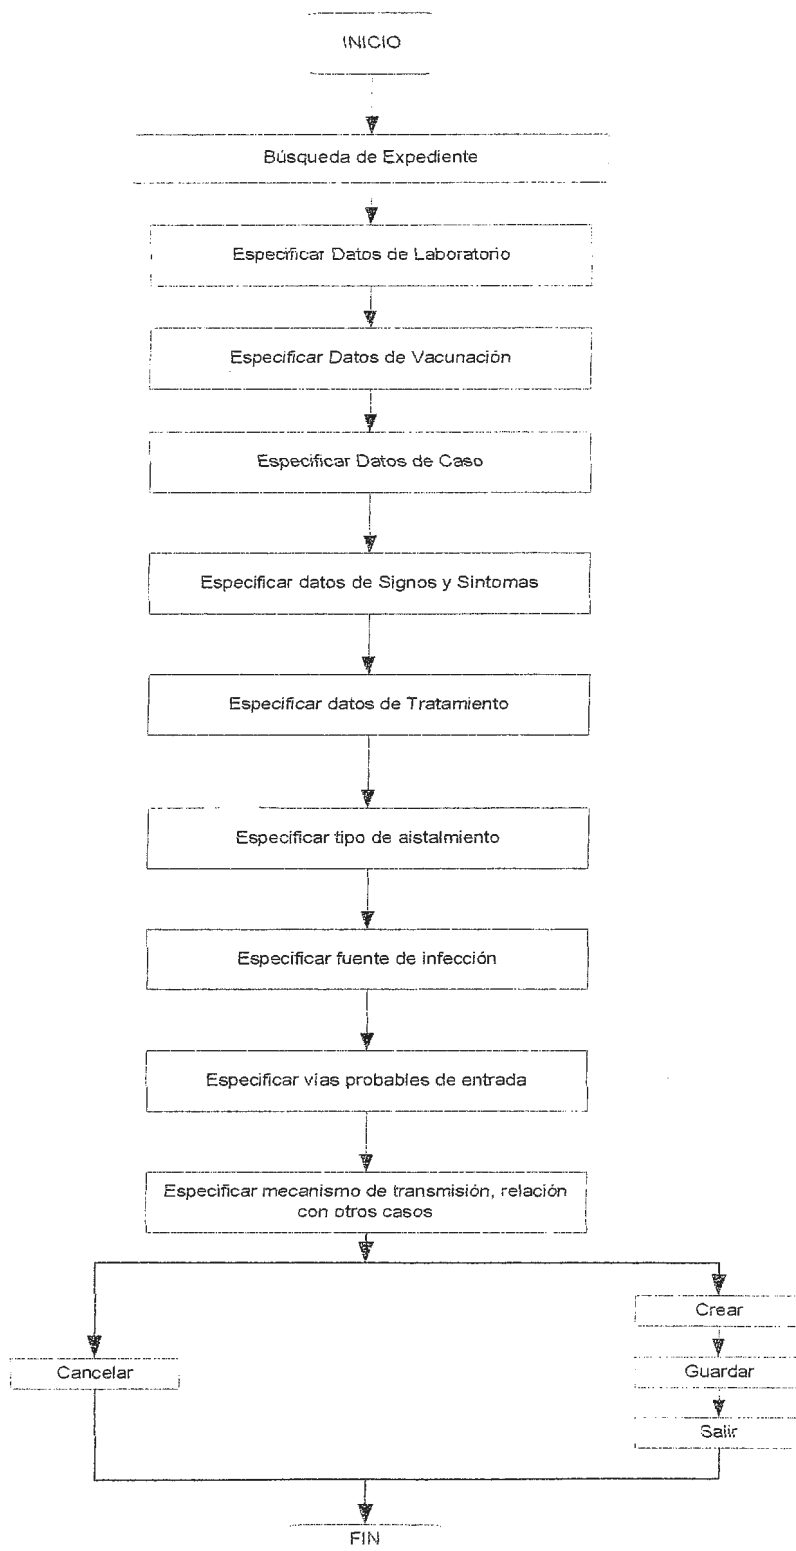 INICIO
Búsqueda de Expediente
Especificar Datos de Laboratorio
Especificar Datos de Vacunación
Especificar Datos de Caso
Especificar datos de Signos y Sintomas
Especificar datos de Tratamiento
Especificar tipo de aistalmiento
Especificar fuente de infección
Especificar vías probables de entrada
Especificar mecanismo de transmisión, relación
con otros casos
Crear
Cancelar
Guardar
Salir
FIN